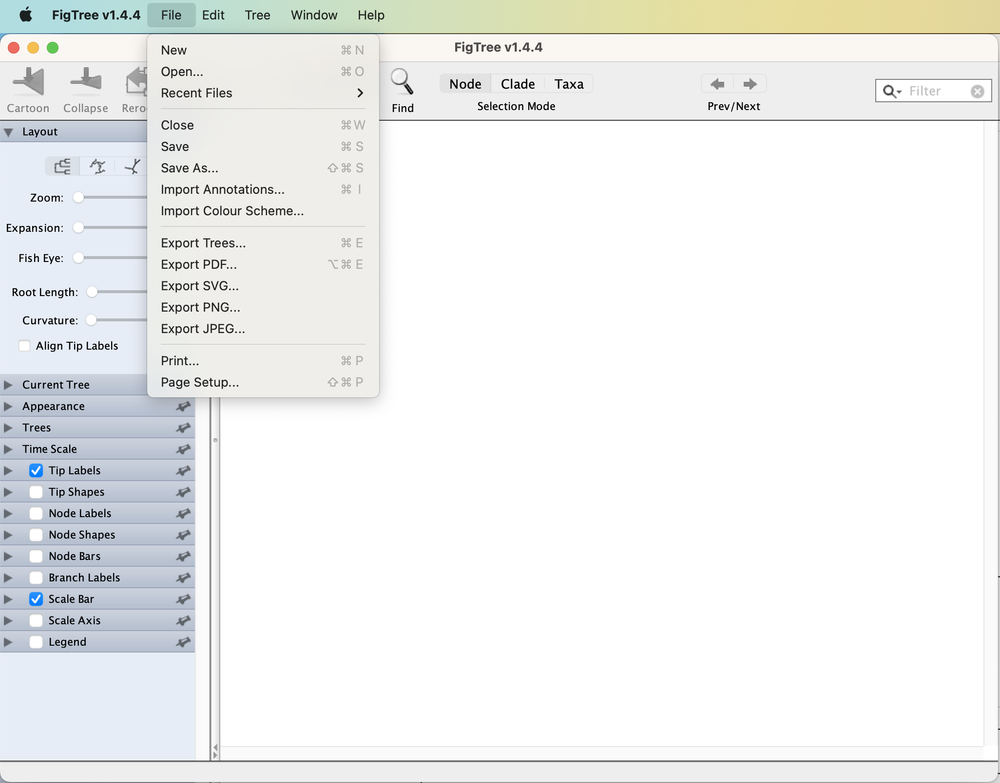 FigTree v1.4.4 File Edit Tree Window Help
FigTree v1.4.4
New ⌘ N
Open... ⌘ O
Recent Files
Close ⌘ W
Save ⌘ S
Save As... ⇧ ⌘ S
Import Annotations... ⌘ I
Import Colour Scheme...
Export Trees... ⌘ E
Export PDF... ⌥ ⌘ E
Export SVG...
Export PNG...
Export JPEG...
Print... ⌘ P
Page Setup... ⇧ ⌘ P
Cartoon Collapse
Find
Node Clade Taxa
Selection Mode
Prev/Next
Filter
Layout
Zoom:
Expansion:
Fish Eye:
Root Length:
Curvature:
Align Tip Labels
Current Tree
Appearance
Trees
Time Scale
Tip Labels
Tip Shapes
Node Labels
Node Shapes
Node Bars
Branch Labels
Scale Bar
Scale Axis
Legend